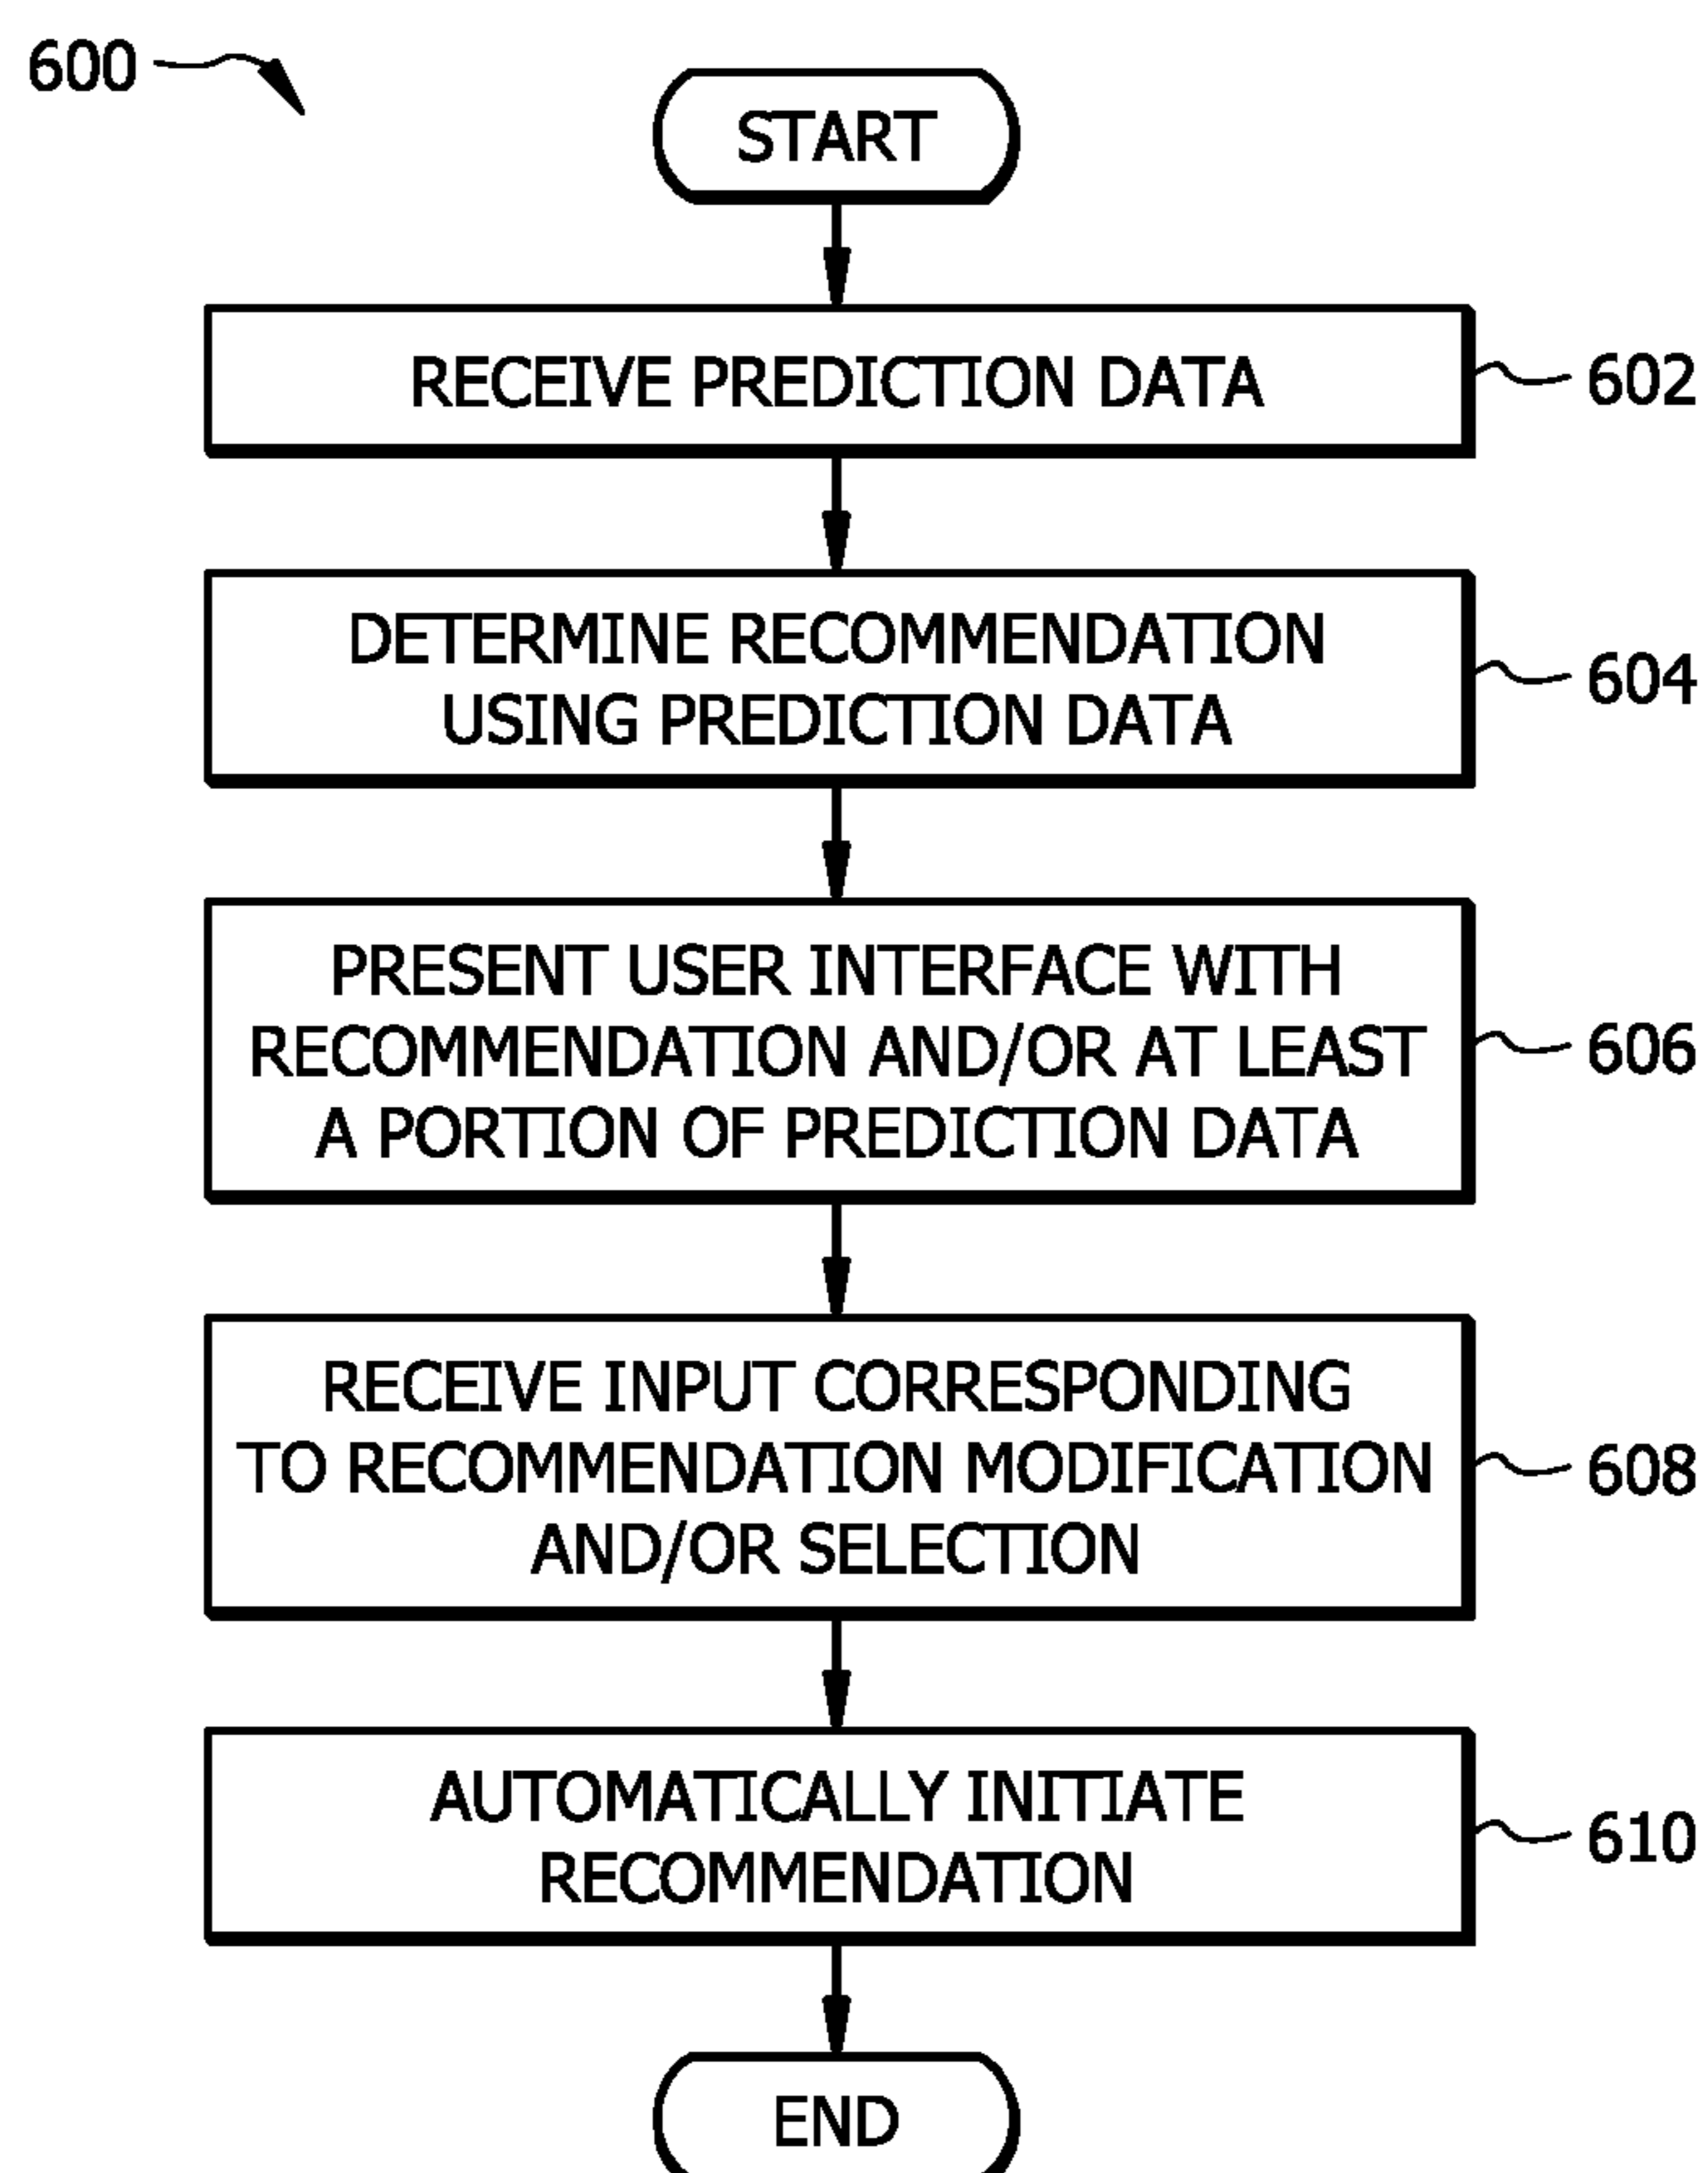 600
START
RECEIVE PREDICTION DATA
602
DETERMINE RECOMMENDATION
USING PREDICTION DATA
604
PRESENT USER INTERFACE WITH
RECOMMENDATION AND/OR AT LEAST
A PORTION OF PREDICTION DATA
606
RECEIVE INPUT CORRESPONDING
TO RECOMMENDATION MODIFICATION
AND/OR SELECTION
608
AUTOMATICALLY INITIATE
RECOMMENDATION
610
END